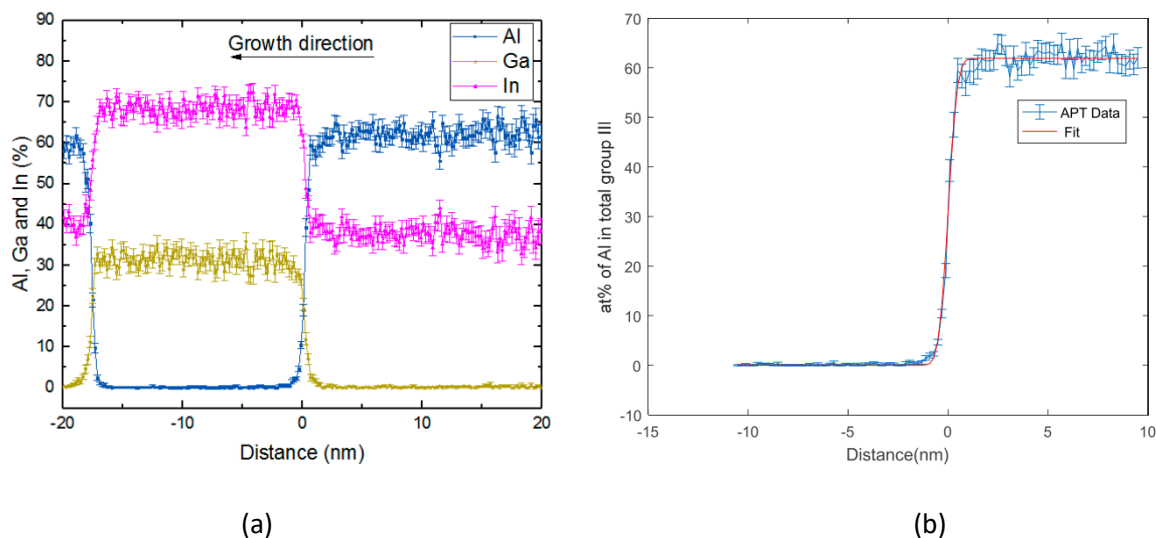 90
80
70
60
50
40
30
20
10
0
Al, Ga and In (%)
Growth direction
Al
Ga
In
-20
-10
0
10
20
Distance (nm)
(a)
70
60
50
40
30
20
10
0
-10
at% of Al in total group III
APT Data
Fit
-15
-10
-5
0
5
10
Distance(nm)
(b)